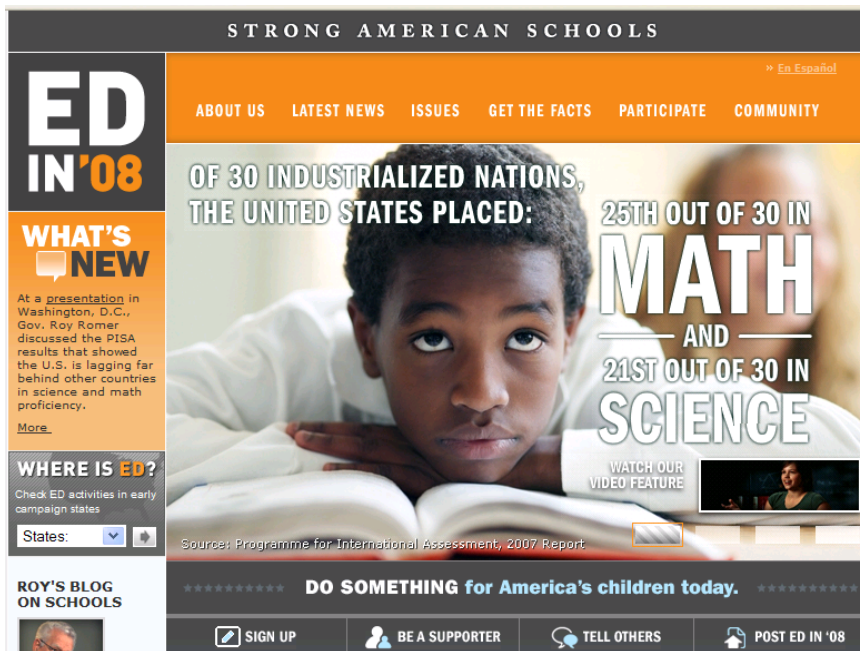 STRONG AMERICAN SCHOOLS
ED
IN '08
» En Español
ABOUT US LATEST NEWS ISSUES GET THE FACTS PARTICIPATE COMMUNITY
WHAT'S
NEW
At a presentation in
Washington, D.C.,
Gov. Roy Romer
discussed the PISA
results that showed
the U.S. is lagging far
behind other countries
in science and math
proficiency.
More
WHERE IS ED?
Check ED activities in early
campaign states
States:
ROY'S BLOG
ON SCHOOLS
OF 30 INDUSTRIALIZED NATIONS,
THE UNITED STATES PLACED:
25TH OUT OF 30 IN
MATH
AND
21ST OUT OF 30 IN
SCIENCE
WATCH OUR
VIDEO FEATURE
Source: Programme for International Assessment, 2007 Report
DO SOMETHING for America's children today.
SIGN UP BE A SUPPORTER TELL OTHERS POST ED IN '08